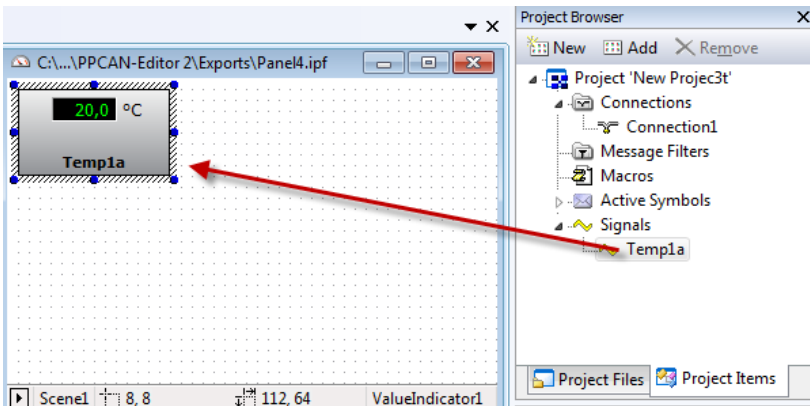 C:\...\PPCAN-Editor 2\Exports\Panel4.ipf
20,0 °C
Temp1a
Scene1 8, 8 112, 64 ValueIndicator1
Project Browser
New Add Remove
Project 'New Projec3t'
Connections
Connection1
Message Filters
Macros
Active Symbols
Signals
Temp1a
Project Files Project Items